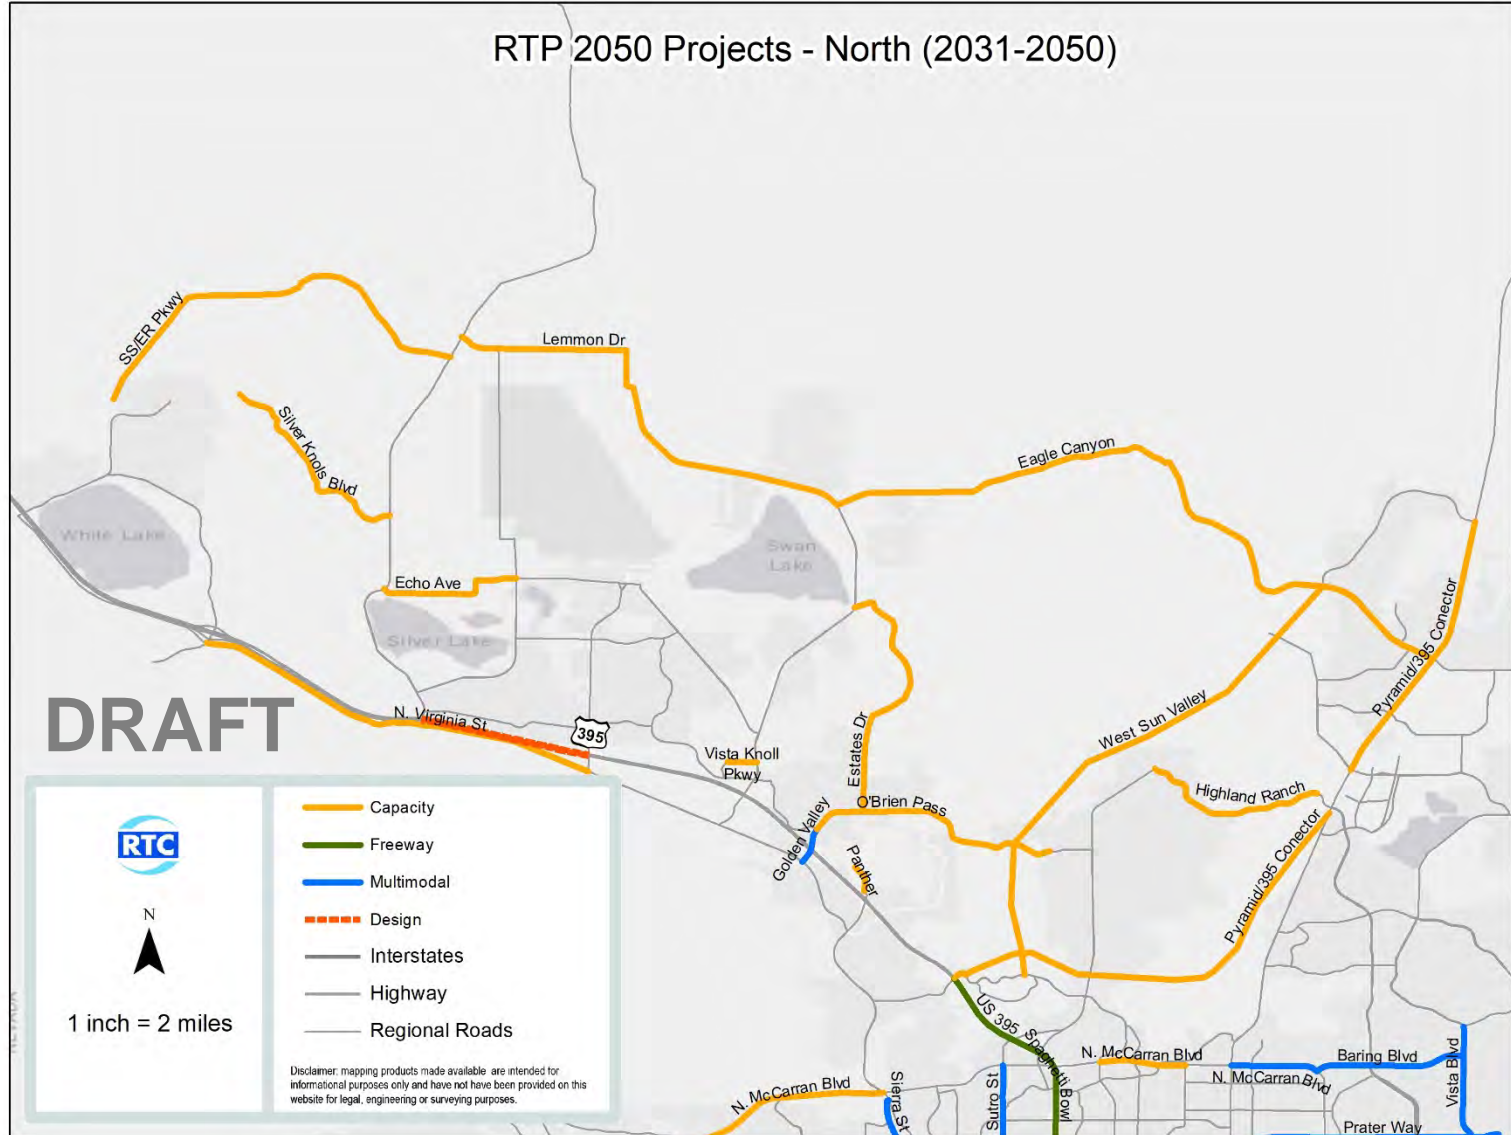 RTP 2050 Projects - North (2031-2050)
SS/ER Pkwy
Lemmon Dr
Silver Knols Blvd
Eagle Canyon
White Lake
Swan
Lake
Echo Ave
Silver Lake
Pyramid/395 Conector
N. Virginia St
395
West Sun Valley
Estates Dr
Vista Knoll
Pkwy
Highland Ranch
O'Brien Pass
Golden Valley
Panther
Pyramid/395 Conector
DRAFT
RTC
N
1 inch = 2 miles
Capacity
Freeway
Multimodal
Design
Interstates
Highway
Regional Roads
Disclaimer: mapping products made available are intended for
informational purposes only and have not have been provided on this
website for legal, engineering or surveying purposes.
NEVADA
US 395 Spaghetti Bowl
N. McCarran Blvd
Baring Blvd
N. McCarran Blvd
Vista Blvd
N. McCarran Blvd
Sierra St
Sutro St
Prater Way